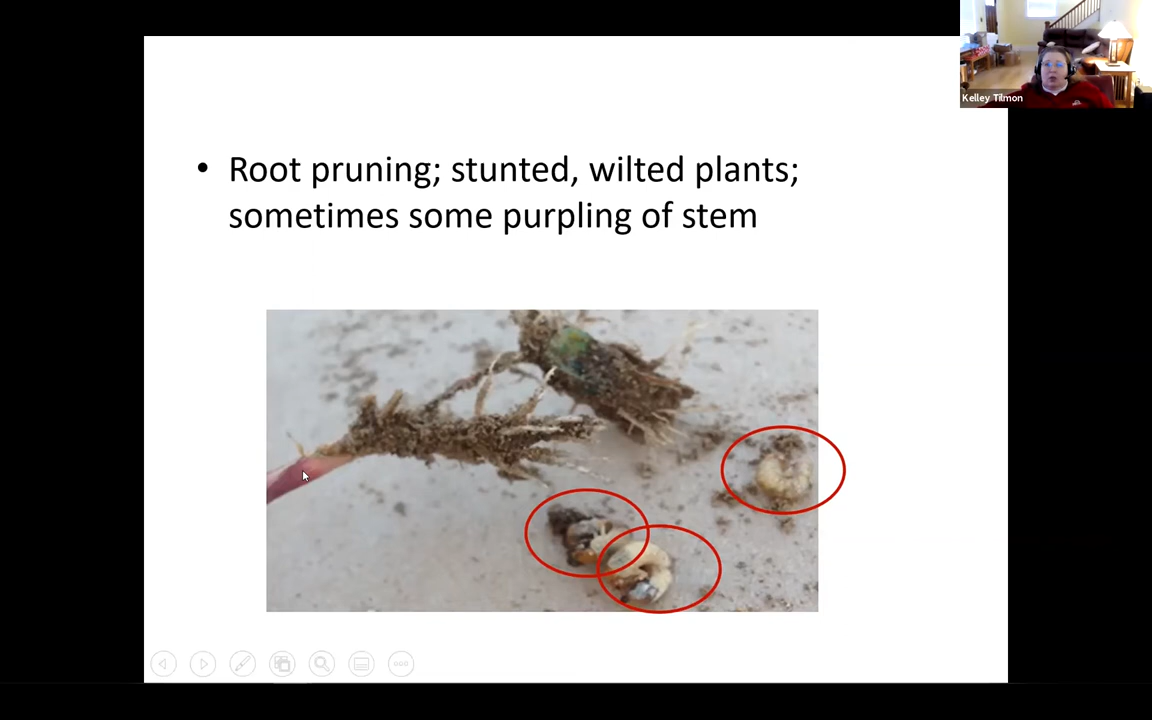 Kelley Tilmon
• Root pruning; stunted, wilted plants;
sometimes some purpling of stem